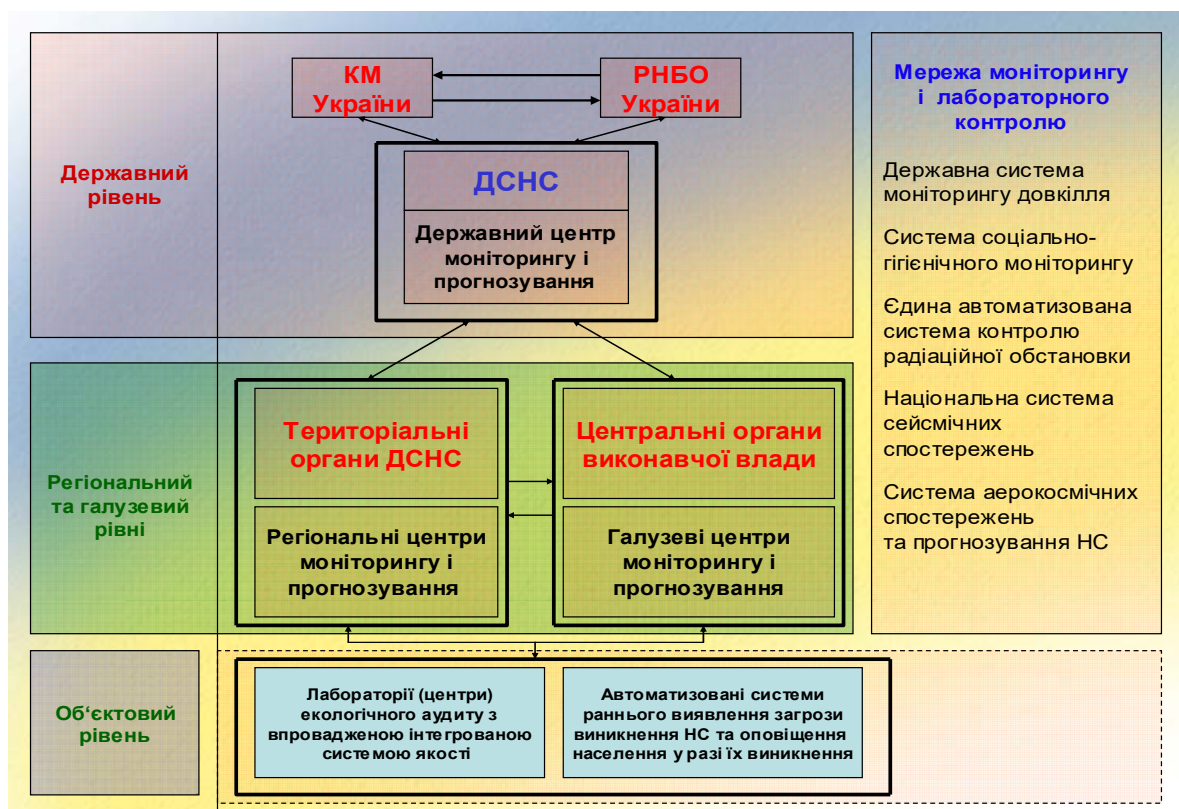 КМ
України
РНБО
України
Державний
рівень
ДСНС
Державний центр
моніторингу і
прогнозування
Регіональний
та галузевий
рівні
Територіальні
органи ДСНС
Центральні органи
виконавчої влади
Регіональні центри
моніторингу і
прогнозування
Галузеві центри
моніторингу і
прогнозування
Об‘єктовий
рівень
Лабораторії (центри)
екологічного аудиту з
впровадженою інтегрованою
системою якості
Автоматизовані системи
раннього виявлення загрози
виникнення НС та оповіщення
населення у разі їх виникнення
Мережа моніторингу
і лабораторного
контролю
Державна система
моніторингу довкілля
Система соціально-
гігієнічного моніторингу
Єдина автоматизована
система контролю
радіаційної обстановки
Національна система
сейсмічних
спостережень
Система аерокосмічних
спостережень
та прогнозування НС